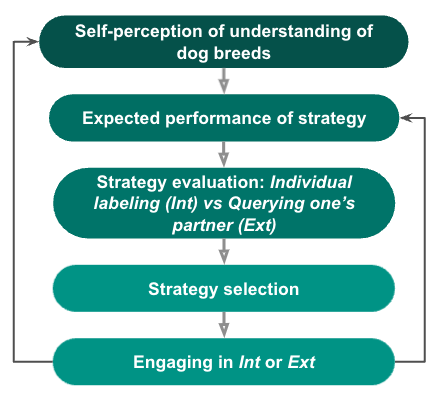 Self-perception of understanding of
dog breeds
Expected performance of strategy
Strategy evaluation: Individual
labeling (Int) vs Querying one's
partner (Ext)
Strategy selection
Engaging in Int or Ext